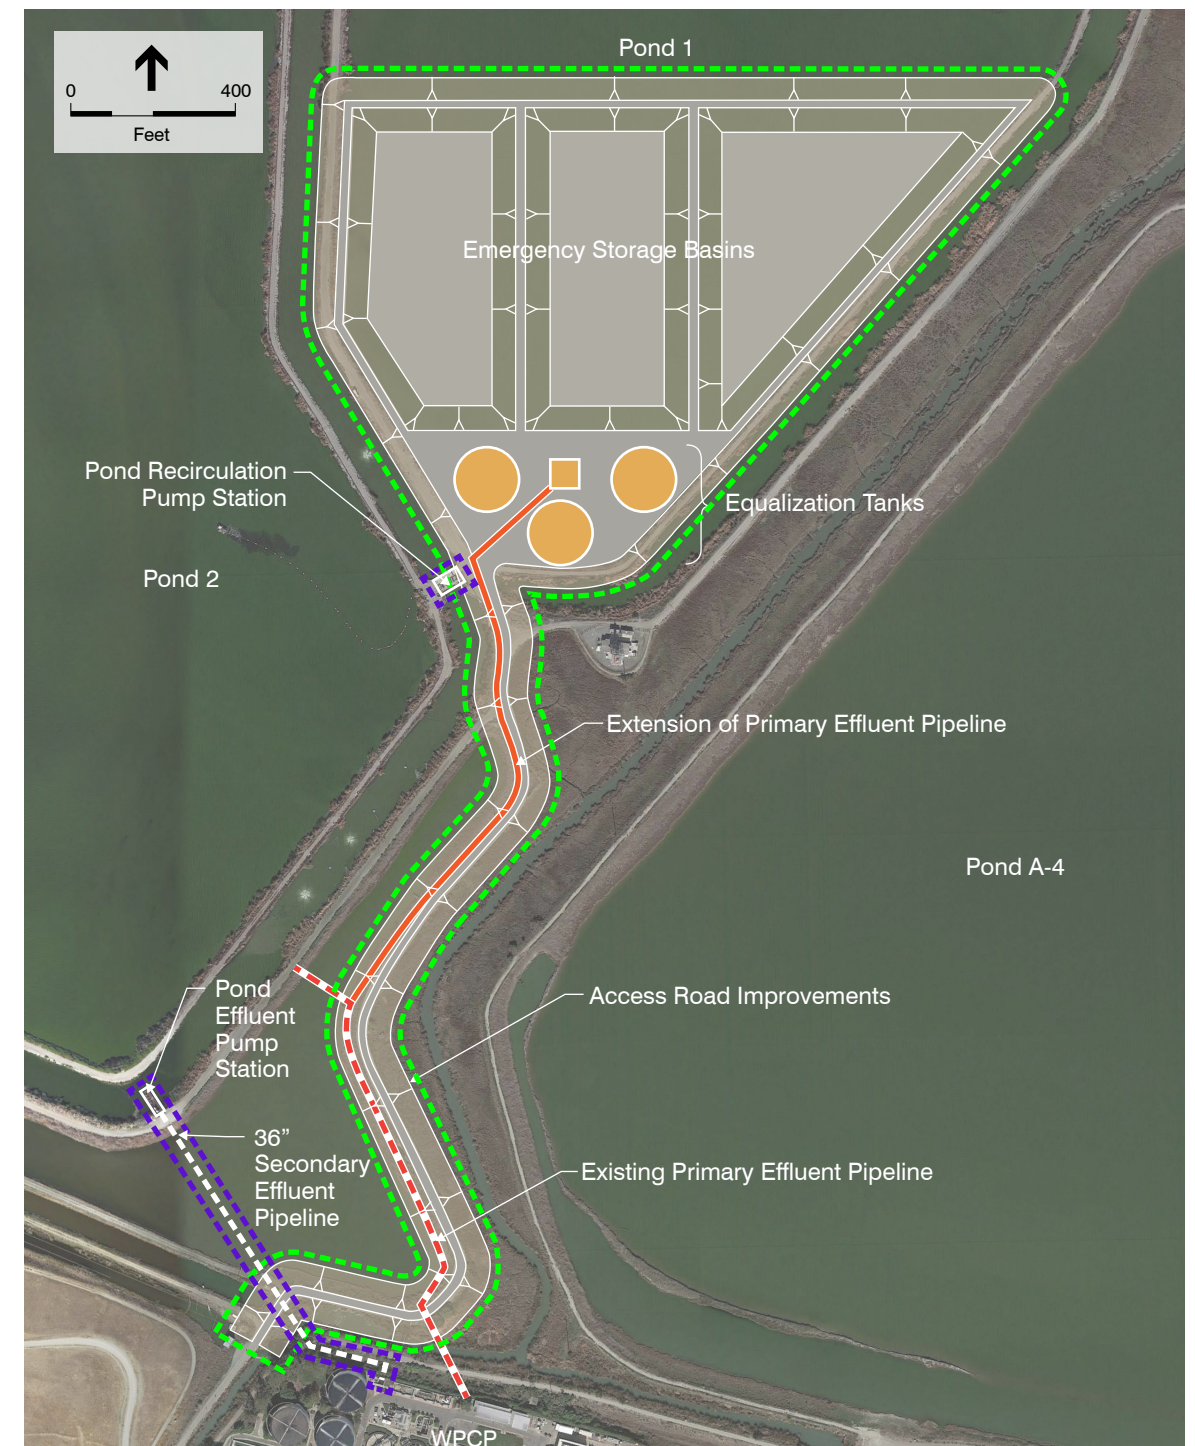 Pond 1
0 400
Feet
Emergency Storage Basins
Pond Recirculation
Pump Station
Equalization Tanks
Pond 2
Extension of Primary Effluent Pipeline
Pond A-4
Pond
Effluent
Pump
Station
Access Road Improvements
36”
Secondary
Effluent
Pipeline
Existing Primary Effluent Pipeline
WPCP